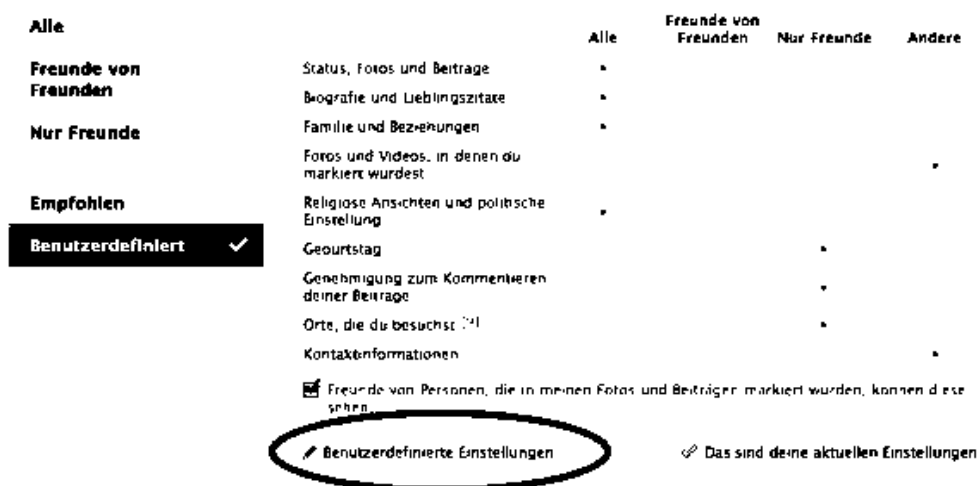 Alle
Freunde von
Freunden
Nur Freunde
Empfohlen
Benutzerdefiniert
Alle Freunde von Freunden Nur Freunde Andere
Status, Fotos und Beiträge
Biografie und Lieblingszitate
Familie und Beziehungen
Fotos und Videos, in denen du
markiert wurdest
Religiöse Ansichten und politische
Einstellung
Geburtstag
Genehmigung zum Kommentieren
deiner Beiträge
Orte, die du besuchst [?]
Kontaktinformationen
Freunde von Personen, die in meinen Fotos und Beiträgen markiert wurden, können diese
sehen.
Benutzerdefinierte Einstellungen
Das sind deine aktuellen Einstellungen